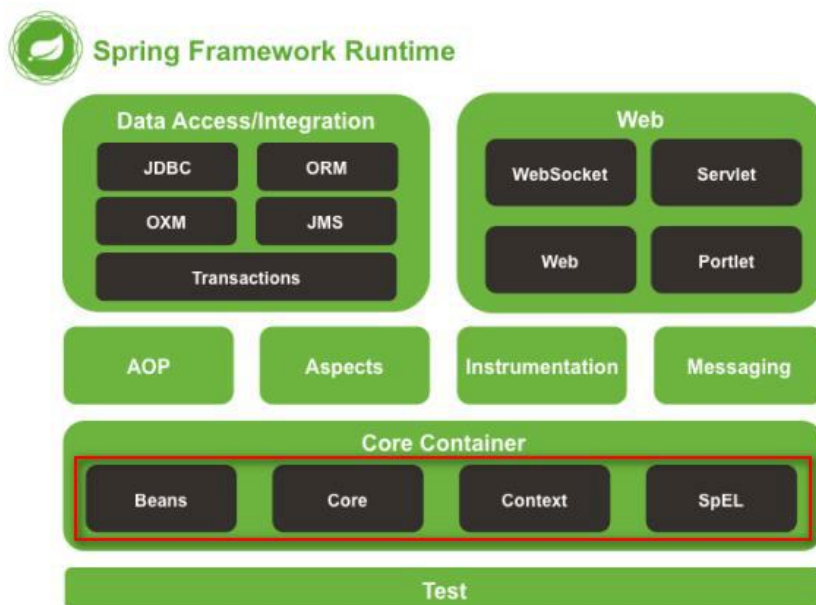 Spring Framework Runtime
Data Access/Integration
JDBC ORM
OXM JMS
Transactions
Web
WebSocket Servlet
Web Portlet
AOP Aspects Instrumentation Messaging
Core Container
Beans Core Context SpEL
Test